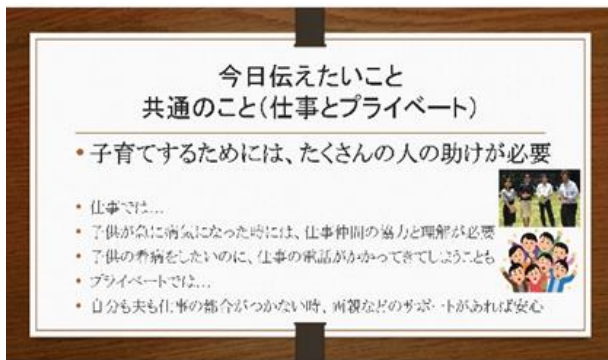 今日伝えたいこと
共通のこと(仕事とプライベート)
• 子育てするためには、たくさんの人の助けが必要
• 仕事では…
• 子供が急に病気になった時には、仕事仲間の協力と理解が必要
• 子供の看病をしたいのに、仕事の電話がかかってきてしまうことも
• プライベートでは…
• 自分も夫も仕事の都合がつかない時、両親などのサポートがあれば安心